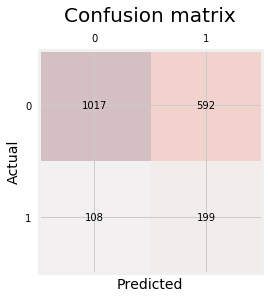 Confusion matrix
0 1
0 1017 592
Actual
1 108 199
Predicted